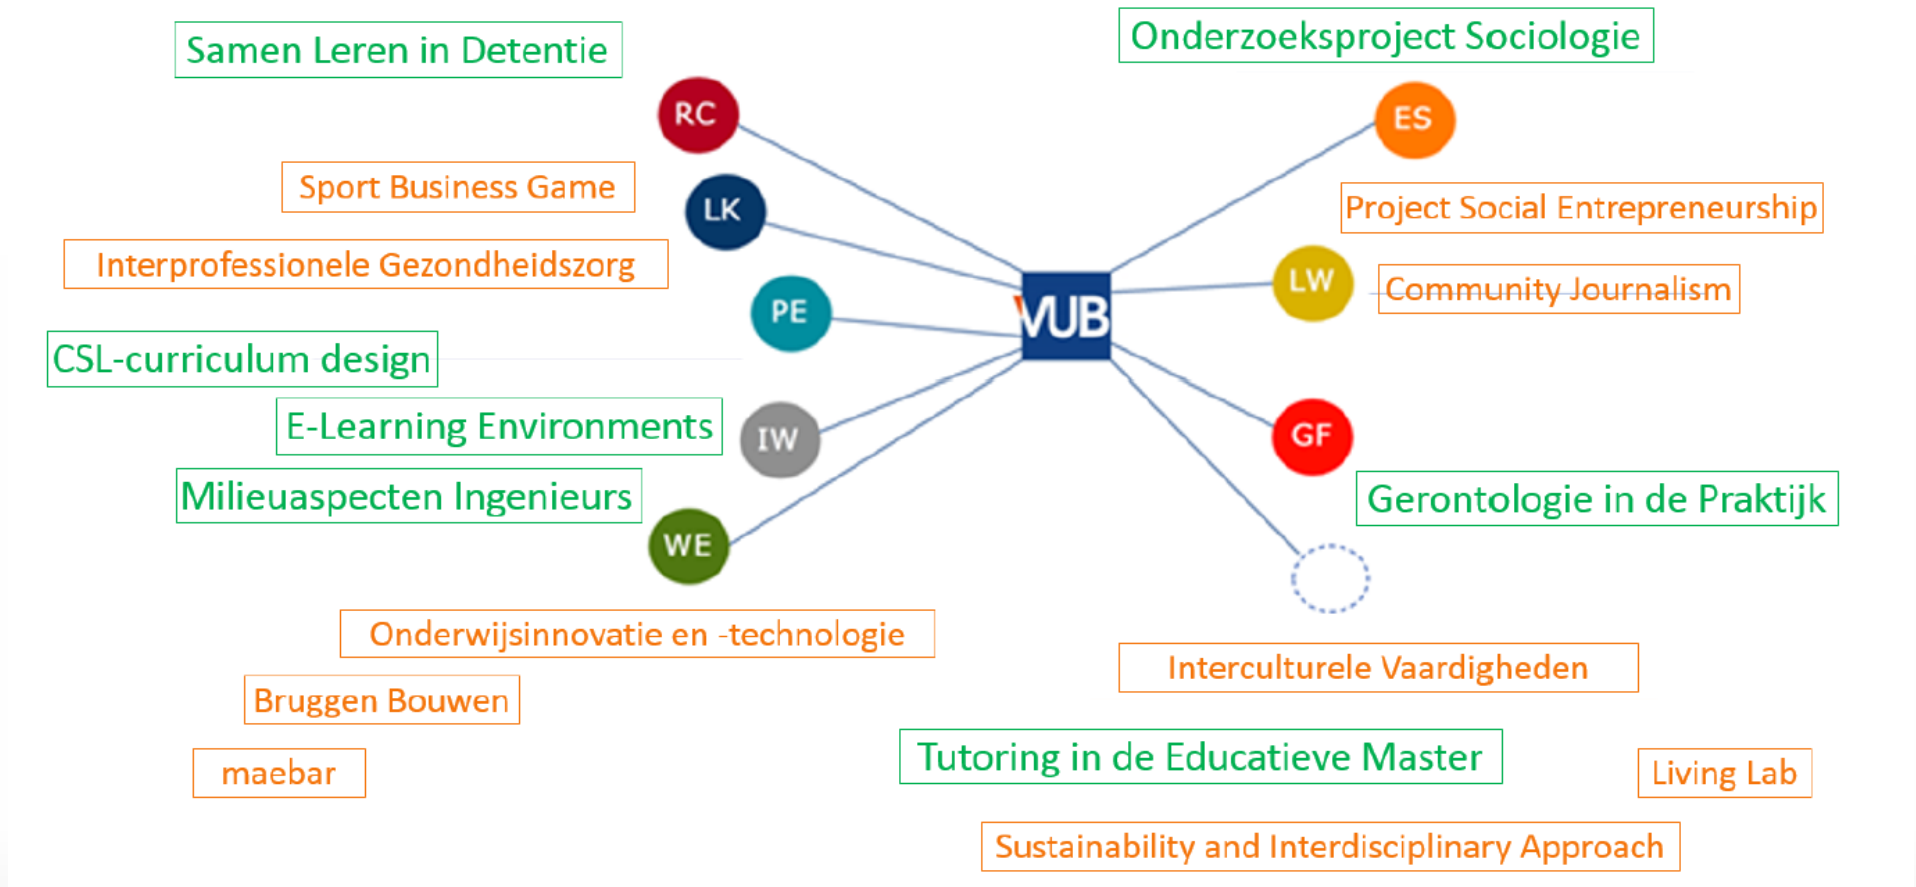 Samen Leren in Detentie
Onderzoeksproject Sociologie
RC
ES
Sport Business Game
LK
Project Social Entrepreneurship
Interprofessionele Gezondheidszorg
LW
Community Journalism
PE
VUB
CSL-curriculum design
E-Learning Environments
IW
GF
Milieuaspecten Ingenieurs
Gerontologie in de Praktijk
WE
Onderwijsinnovatie en -technologie
Interculturele Vaardigheden
Bruggen Bouwen
Tutoring in de Educatieve Master
maebar
Living Lab
Sustainability and Interdisciplinary Approach